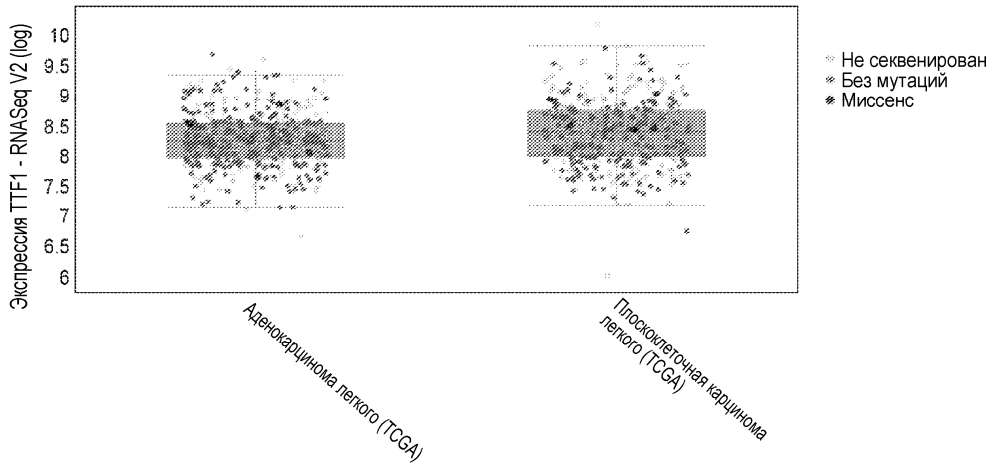 Экспрессия TTF1 - RNASeq V2 (log)
10
9.5
9
8.5
8
7.5
7
6.5
6
Не секвенирован
Без мутаций
Миссенс
Аденокарцинома легкого (TCGA)
Плоскоклеточная карцинома
легкого (TCGA)